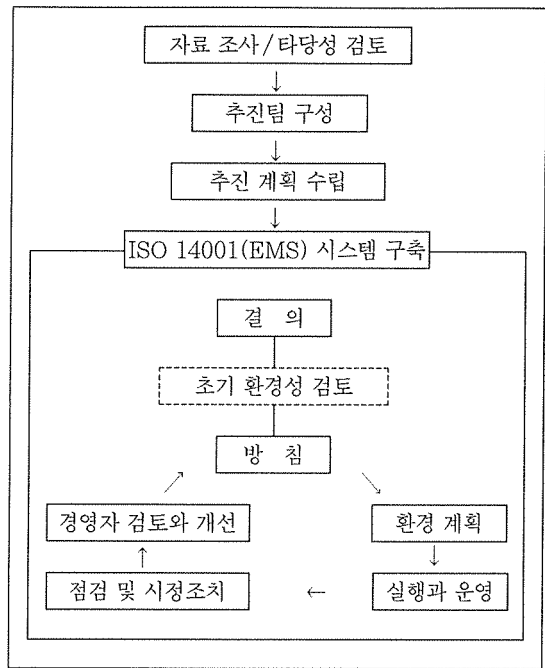 자료 조사/타당성 검토
↓
추진팀 구성
↓
추진 계획 수립
↓
ISO 14001(EMS) 시스템 구축
결 의
초기 환경성 검토
방 침
↗ ↘
경영자 검토와 개선 환경 계획
↑ ↓
점검 및 시정조치 ← 실행과 운영